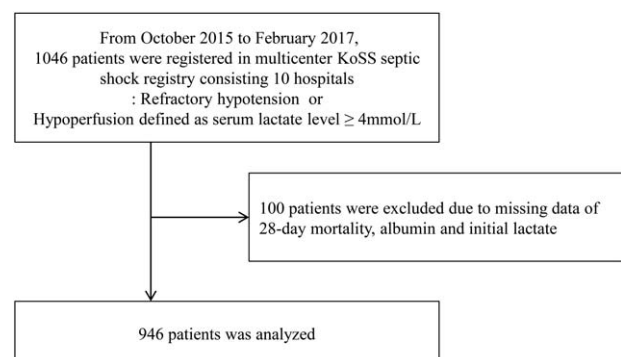 From October 2015 to February 2017,
1046 patients were registered in multicenter KoSS septic
shock registry consisting 10 hospitals
: Refractory hypotension or
Hypoperfusion defined as serum lactate level ≥ 4mmol/L
100 patients were excluded due to missing data of
28-day mortality, albumin and initial lactate
946 patients was analyzed